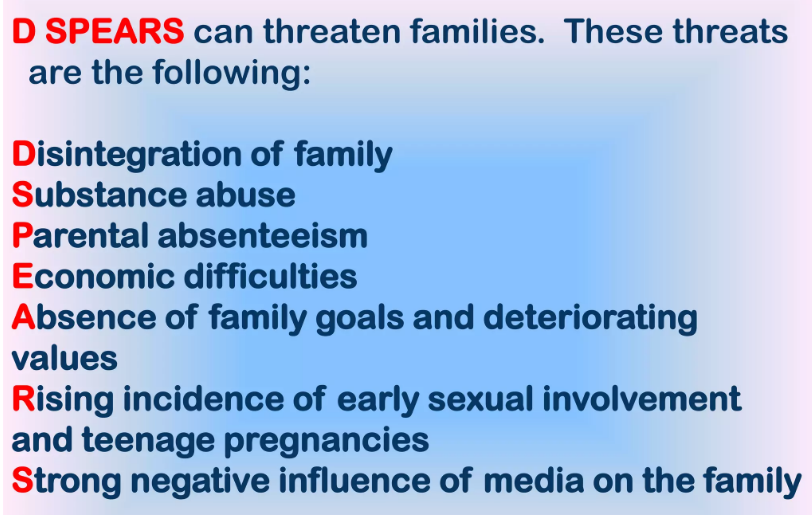 D SPEARS can threaten families. These threats
are the following:
Disintegration of family
Substance abuse
Parental absenteeism
Economic difficulties
Absence of family goals and deteriorating
values
Rising incidence of early sexual involvement
and teenage pregnancies
Strong negative influence of media on the family